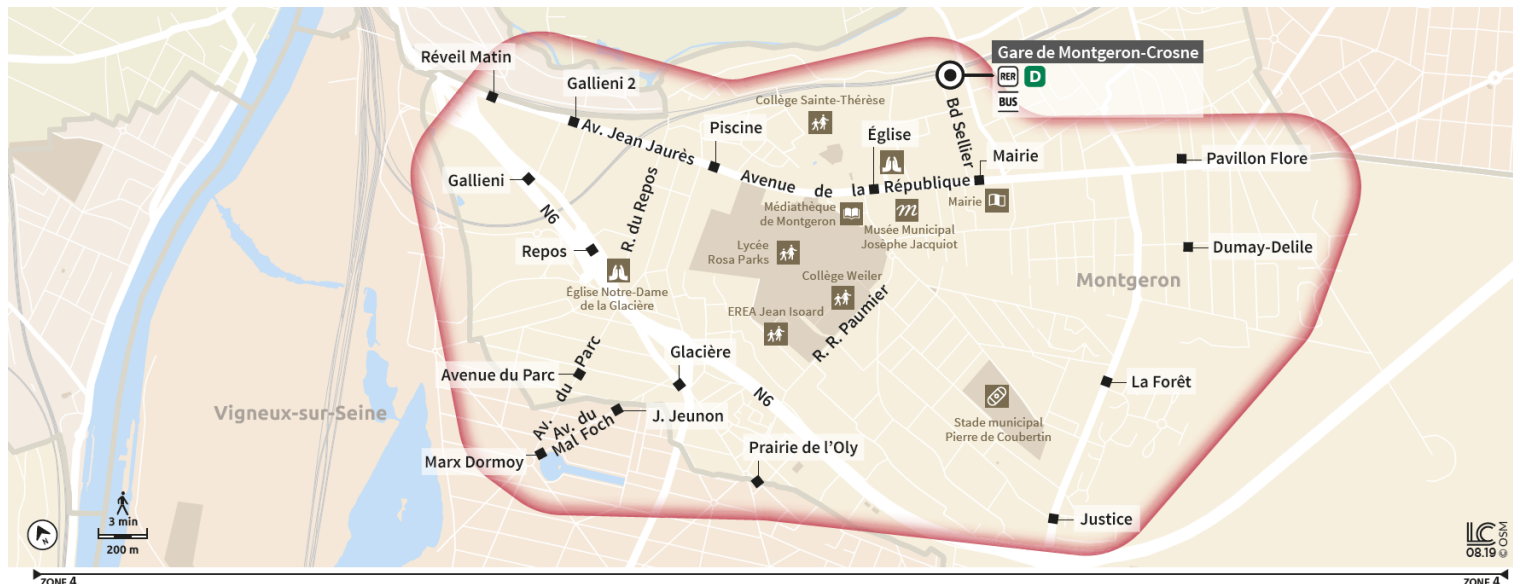 Gare de Montgeron-Crosne
RER D
BUS
Réveil Matin
Gallieni 2
Av. Jean Jaurès
Piscine
Collège Sainte-Thérèse
Église
Bd Sellier
Mairie
Pavillon Flore
Gallieni
N6
R. du Repos
Avenue de la République
Médiathèque
de Montgeron
Musée Municipal
Josèphe Jacquiot
Mairie
Repos
Lycée
Rosa Parks
Dumay-Delile
Église Notre-Dame
de la Glacière
Collège Weiler
Montgeron
EREA Jean Isoard
R. R. Paumier
Glacière
Avenue du Parc
Av. du Parc
La Forêt
N6
Vigneux-sur-Seine
Av. du
Mal Foch
J. Jeunon
Stade municipal
Pierre de Coubertin
Marx Dormoy
Prairie de l'Oly
Justice
N
3 min
200 m
LC
08.19 © OSM
ZONE 4
ZONE 4